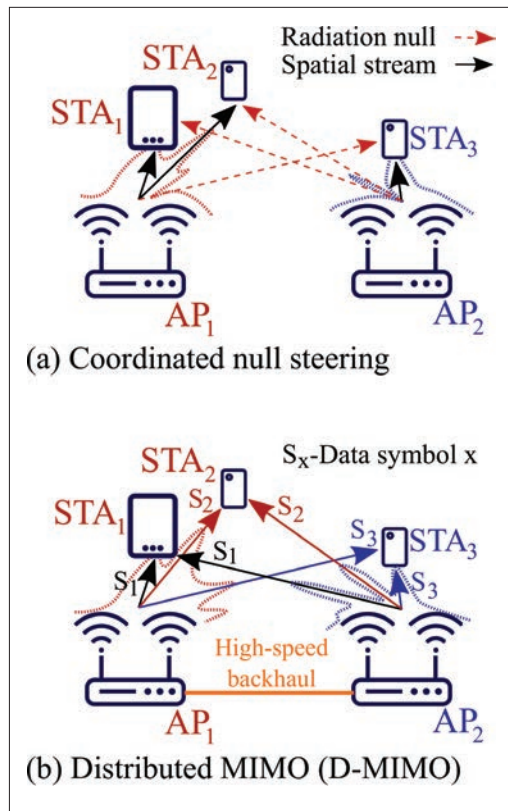 Radiation null
Spatial stream
STA2
STA1
STA3
AP1
AP2
(a) Coordinated null steering
Sx-Data symbol x
STA2
STA1
S2
S2
S3
STA3
S1
S1
S3
High-speed
backhaul
AP1
AP2
(b) Distributed MIMO (D-MIMO)